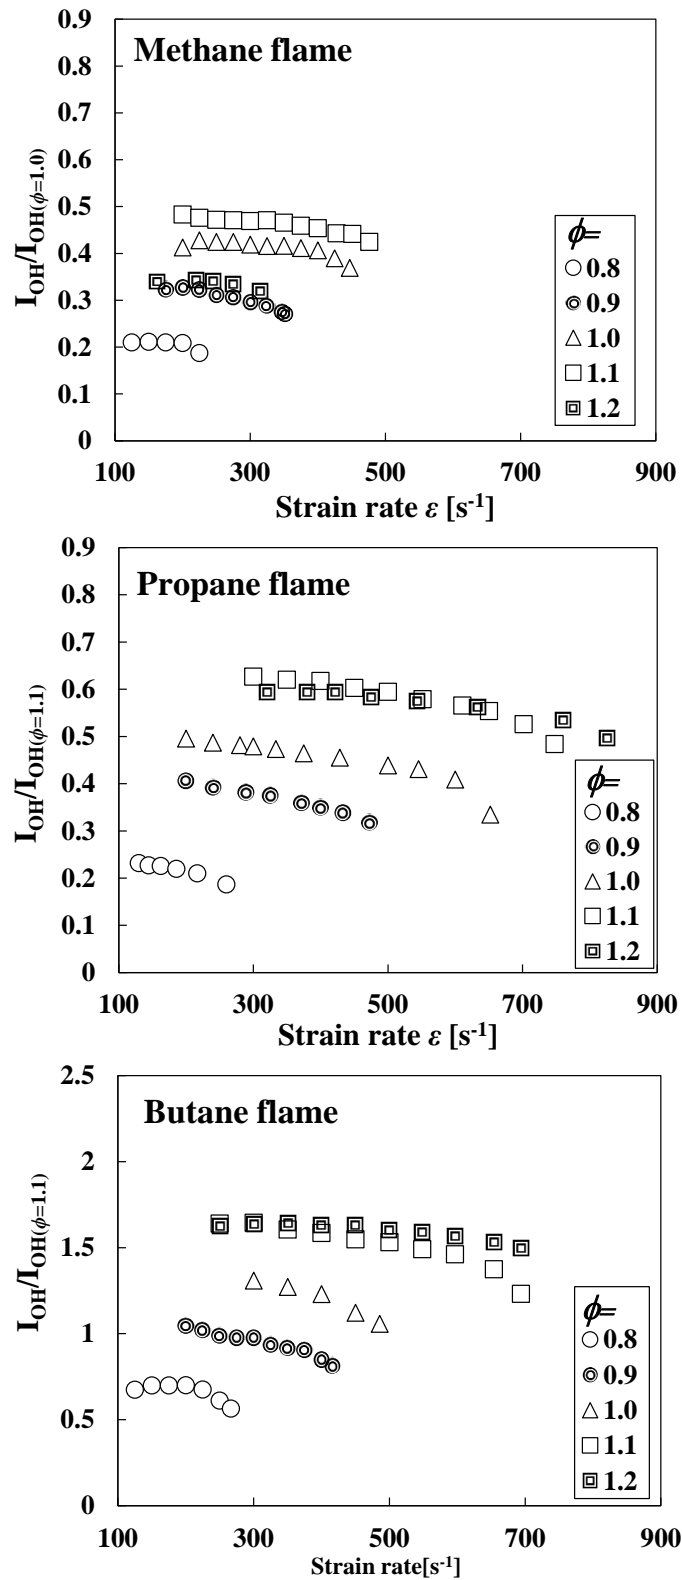 Methane flame
I_OH/I_OH(ϕ=1.0)
0.9
0.8
0.7
0.6
0.5
0.4
0.3
0.2
0.1
0
ϕ=
0.8
0.9
1.0
1.1
1.2
100 300 500 700 900
Strain rate ε [s⁻¹]
Propane flame
I_OH/I_OH(ϕ=1.1)
0.9
0.8
0.7
0.6
0.5
0.4
0.3
0.2
0.1
0
ϕ=
0.8
0.9
1.0
1.1
1.2
100 300 500 700 900
Strain rate ε [s⁻¹]
Butane flame
I_OH/I_OH(ϕ=1.1)
2.5
2
1.5
1
0.5
0
ϕ=
0.8
0.9
1.0
1.1
1.2
100 300 500 700 900
Strain rate[s⁻¹]